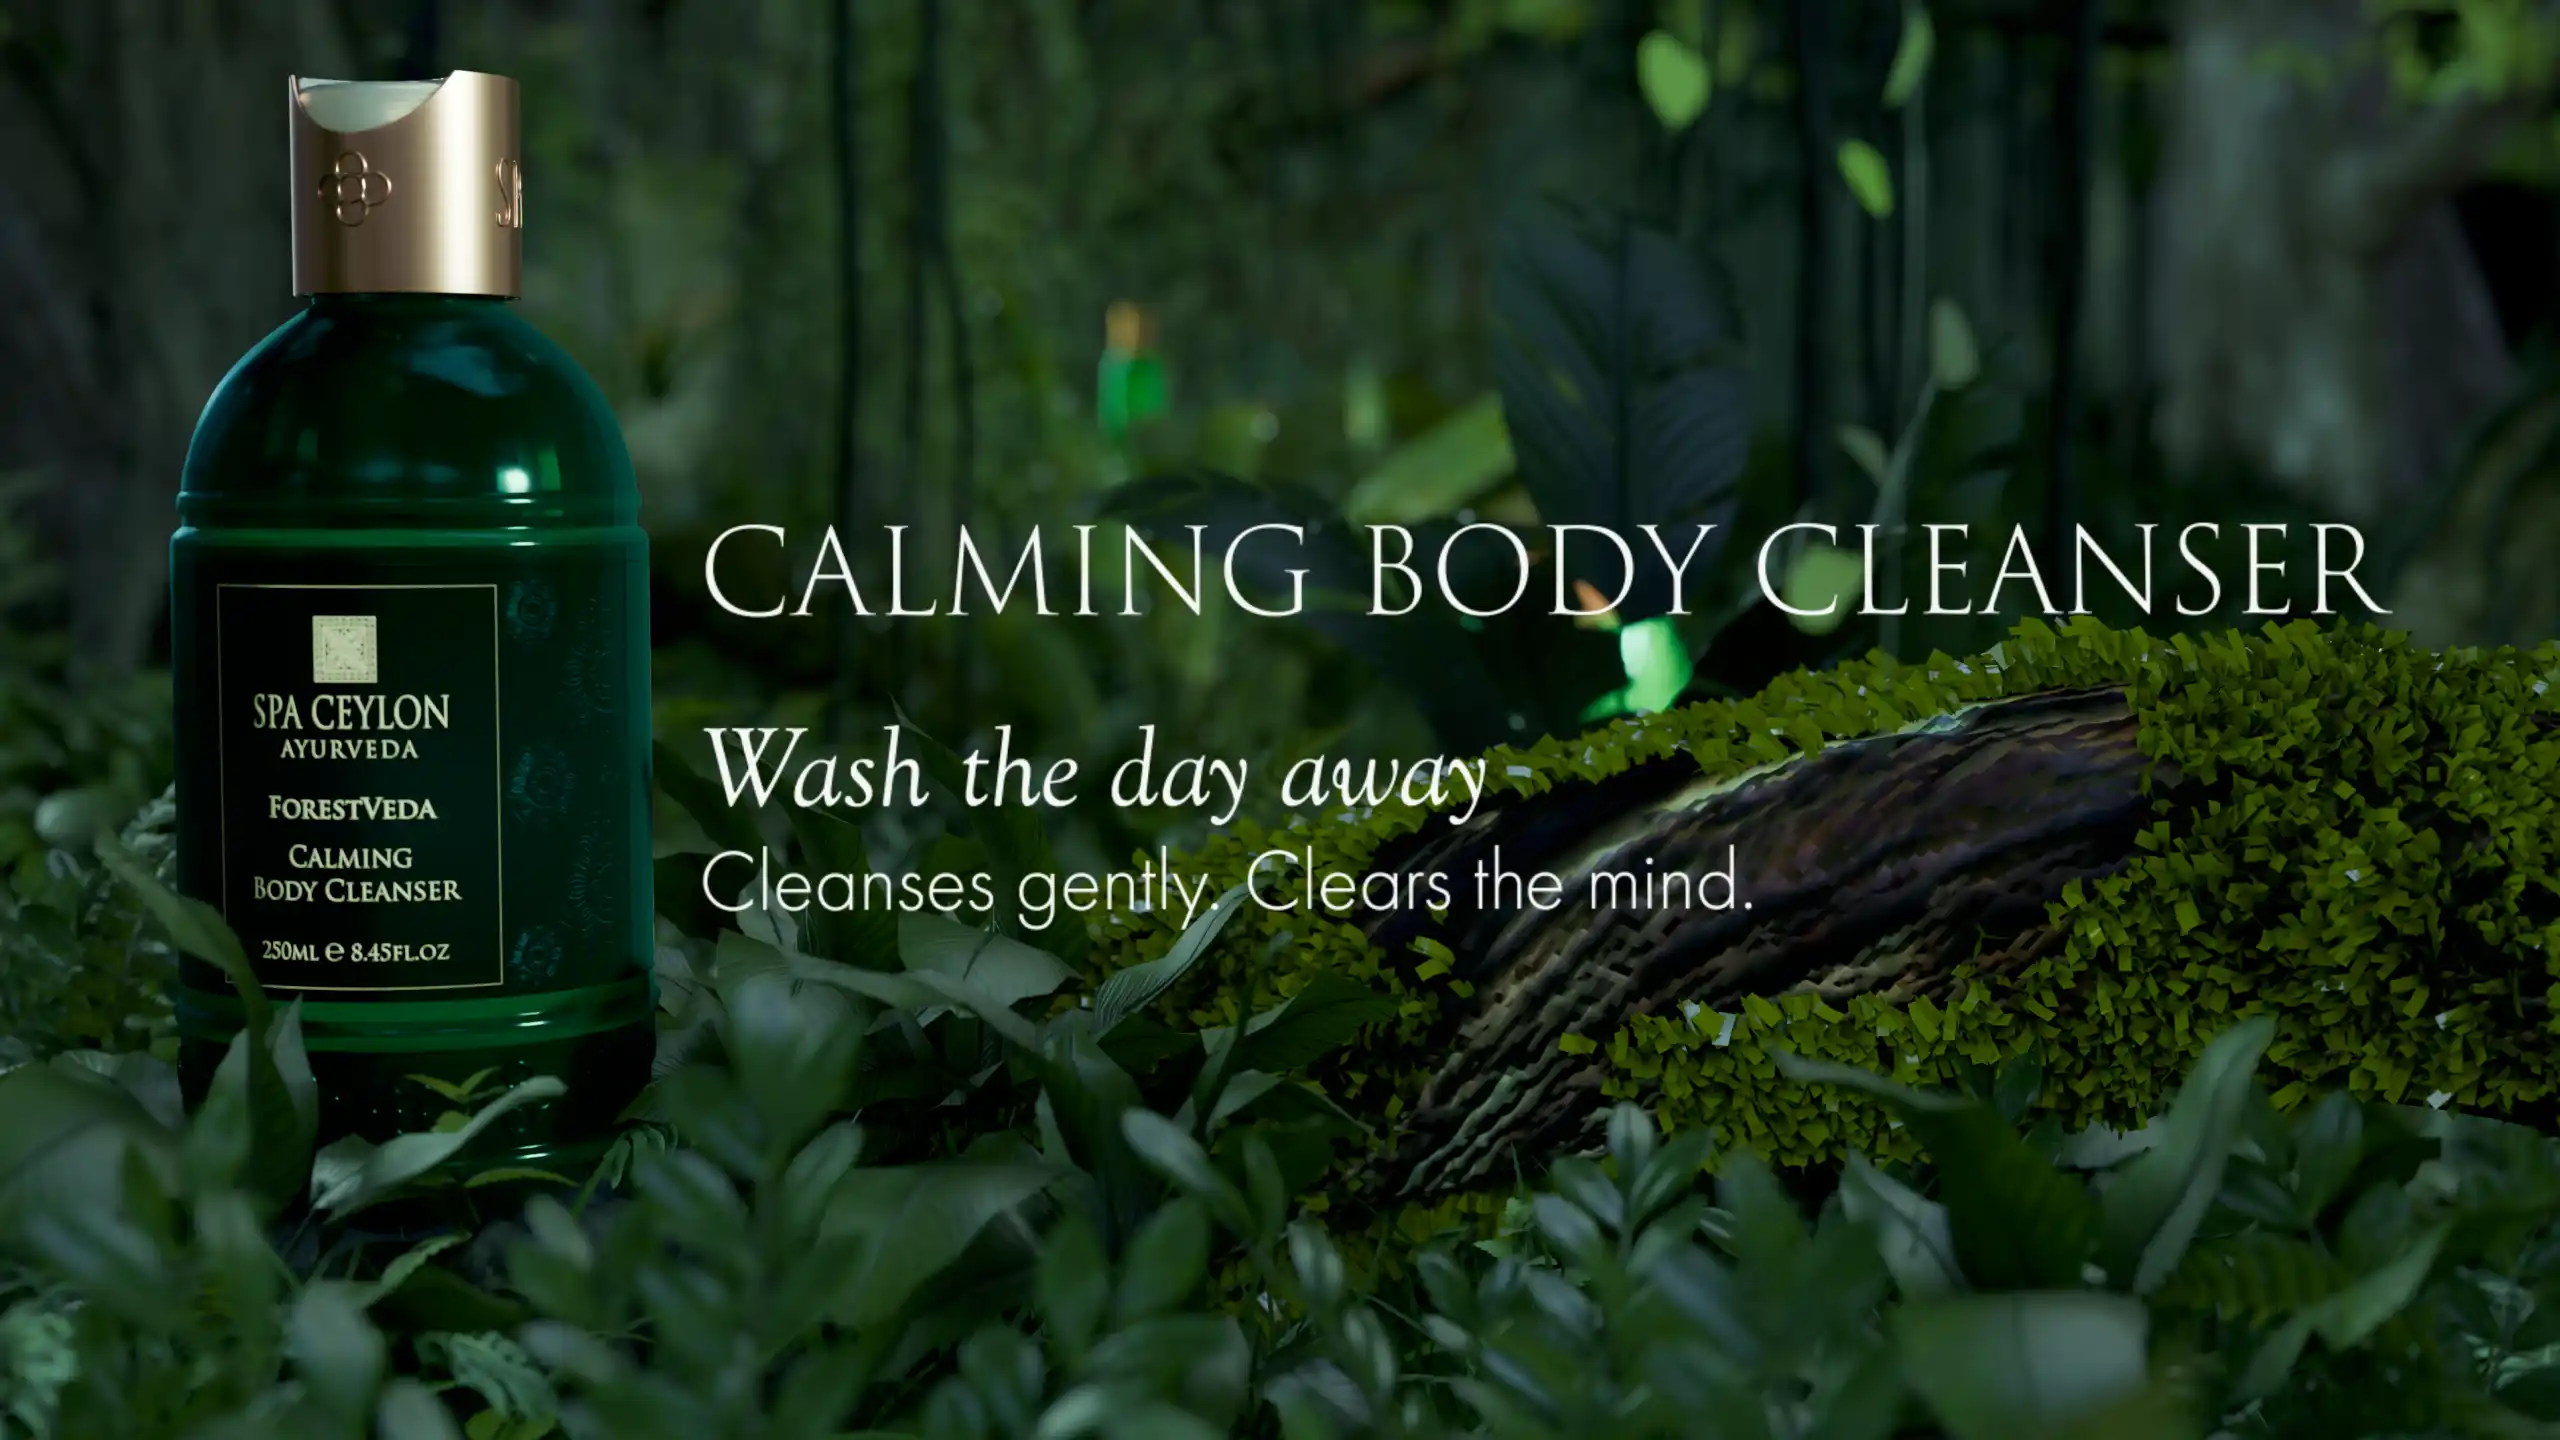 CALMING BODY CLEANSER
Wash the day away
Cleanses gently. Clears the mind.
SPA CEYLON
AYURVEDA
FORESTVEDA
CALMING
BODY CLEANSER
250ML ℮ 8.45FL.OZ